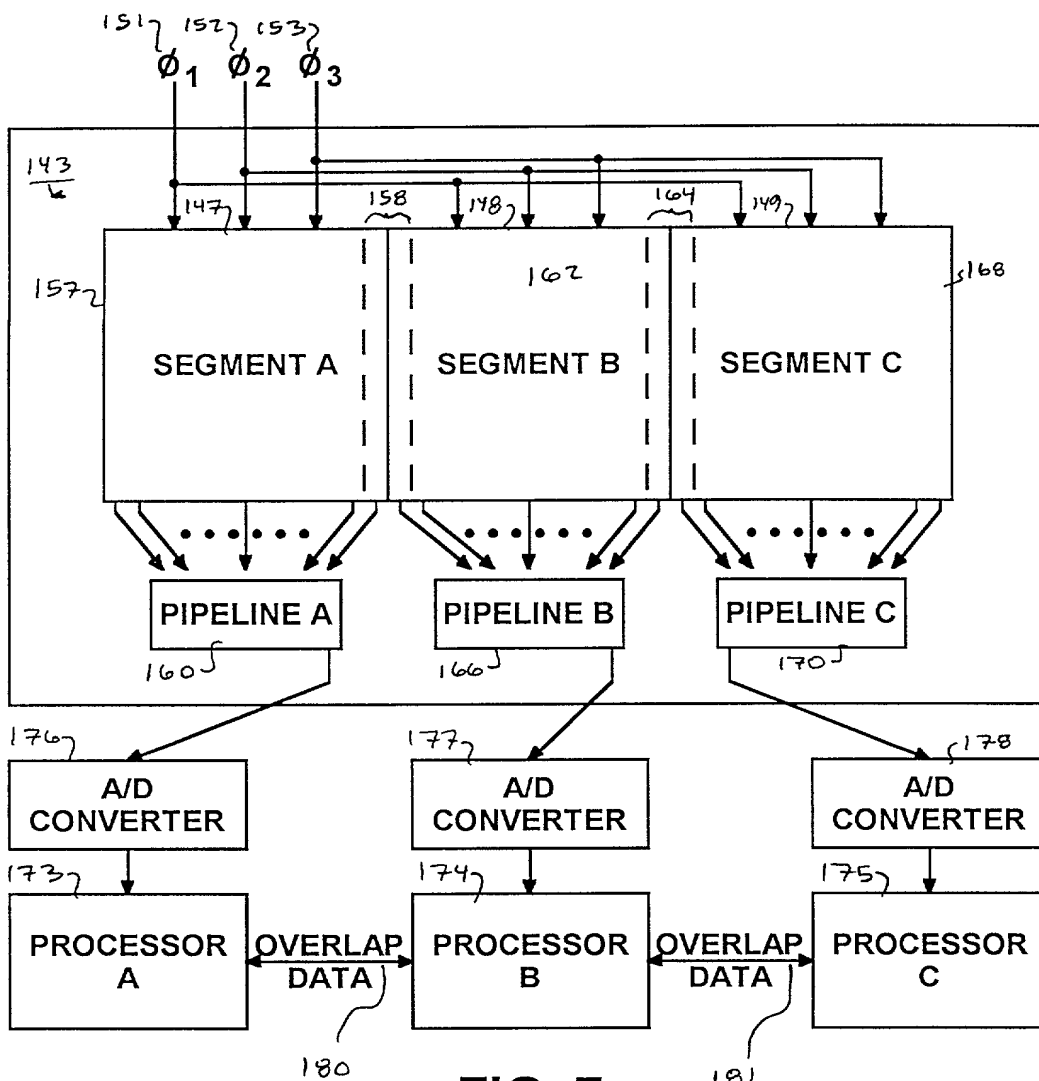 151 152 153
Ø1 Ø2 Ø3
143
147 158 148 164 149
157 162 168
SEGMENT A SEGMENT B SEGMENT C
PIPELINE A PIPELINE B PIPELINE C
160 166 170
176 177 178
A/D CONVERTER A/D CONVERTER A/D CONVERTER
173 174 175
PROCESSOR A OVERLAP DATA PROCESSOR B OVERLAP DATA PROCESSOR C
180 181